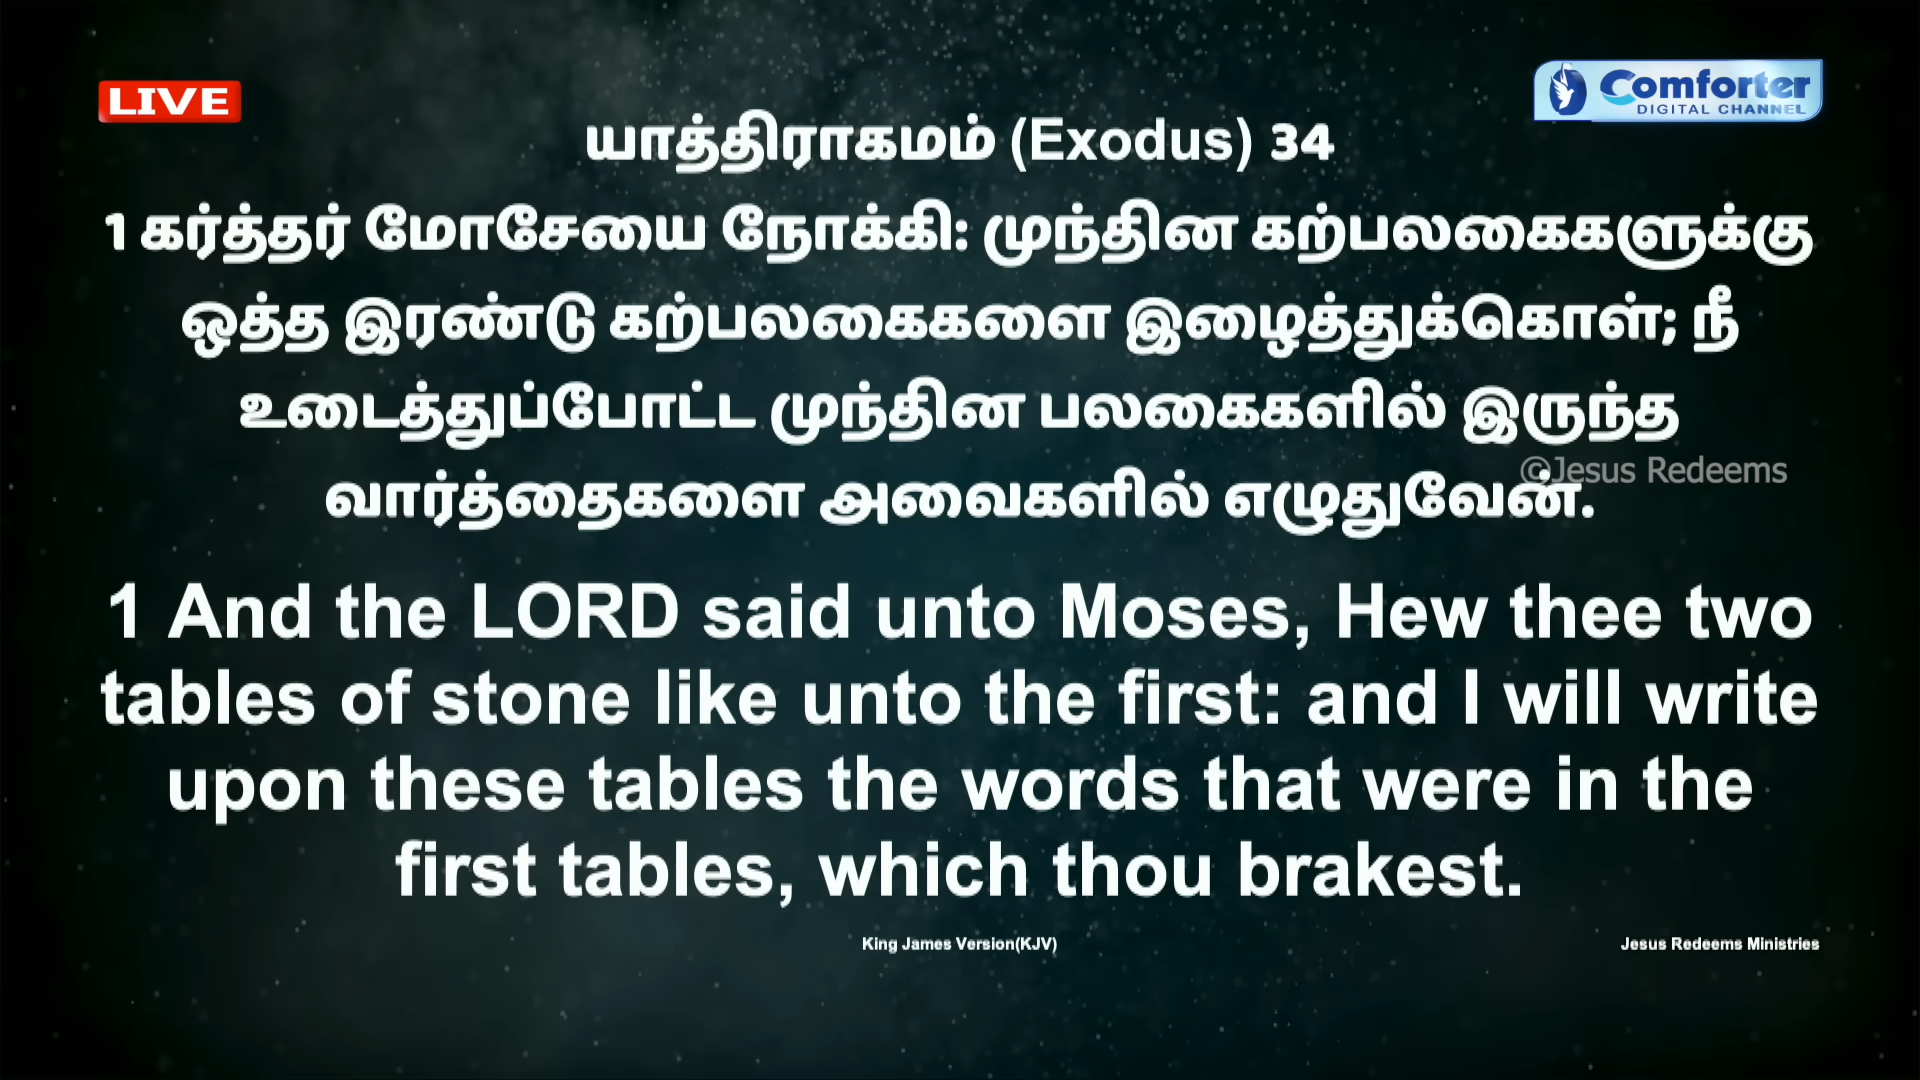 LIVE
Comforter
DIGITAL CHANNEL
யாத்திராகமம் (Exodus) 34
1 கர்த்தர் மோசேயை நோக்கி: முந்தின கற்பலகைகளுக்கு
ஒத்த இரண்டு கற்பலகைகளை இழைத்துக்கொள்; நீ
உடைத்துப்போட்ட முந்தின பலகைகளில் இருந்த
©Jesus Redeems
வார்த்தைகளை அவைகளில் எழுதுவேன்.
1 And the LORD said unto Moses, Hew thee two
tables of stone like unto the first: and I will write
upon these tables the words that were in the
first tables, which thou brakest.
King James Version(KJV)
Jesus Redeems Ministries